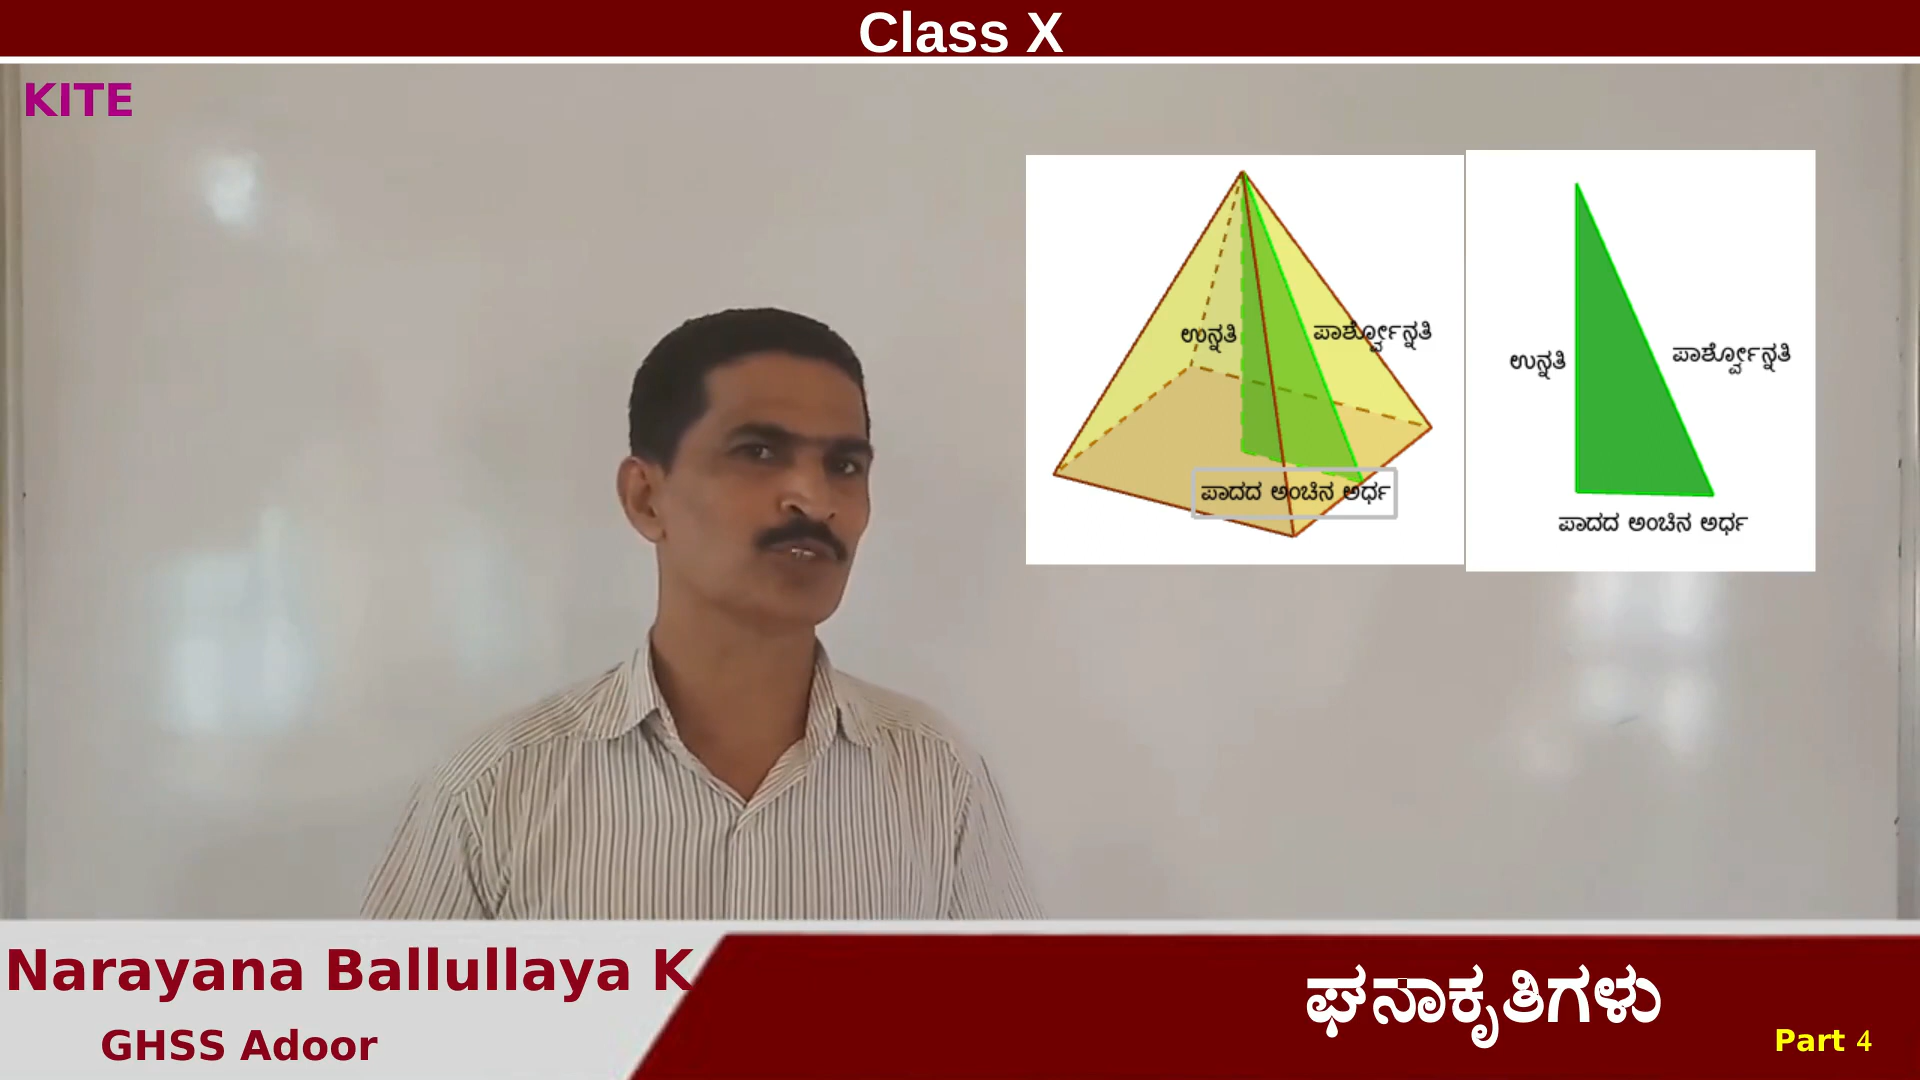 Class X
KITE
ಉನ್ನತಿ
ಪಾರ್ಶ್ವೋನ್ನತಿ
ಪಾದದ ಅಂಚಿನ ಅರ್ಧ
ಉನ್ನತಿ
ಪಾರ್ಶ್ವೋನ್ನತಿ
ಪಾದದ ಅಂಚಿನ ಅರ್ಧ
Narayana Ballullaya K
GHSS Adoor
ಘನಾಕೃತಿಗಳು
Part 4